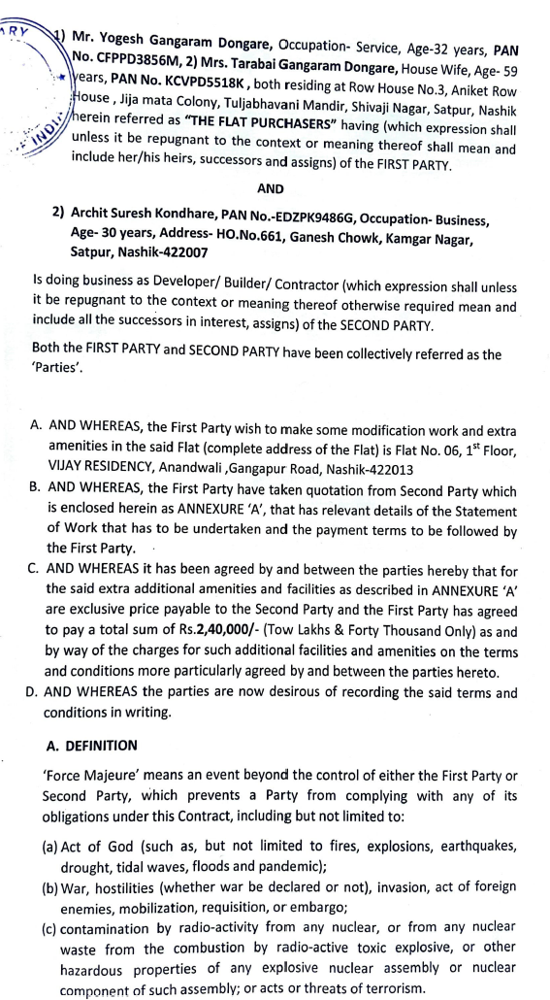 ARY
INDIA
1) Mr. Yogesh Gangaram Dongare, Occupation- Service, Age-32 years, PAN
No. CFPPD3856M, 2) Mrs. Tarabai Gangaram Dongare, House Wife, Age- 59
years, PAN No. KCVPD5518K , both residing at Row House No.3, Aniket Row
House , Jija mata Colony, Tuljabhavani Mandir, Shivaji Nagar, Satpur, Nashik
herein referred as "THE FLAT PURCHASERS" having (which expression shall
unless it be repugnant to the context or meaning thereof shall mean and
include her/his heirs, successors and assigns) of the FIRST PARTY.
AND
2) Archit Suresh Kondhare, PAN No.-EDZPK9486G, Occupation- Business,
Age- 30 years, Address- HO.No.661, Ganesh Chowk, Kamgar Nagar,
Satpur, Nashik-422007
Is doing business as Developer/ Builder/ Contractor (which expression shall unless
it be repugnant to the context or meaning thereof otherwise required mean and
include all the successors in interest, assigns) of the SECOND PARTY.
Both the FIRST PARTY and SECOND PARTY have been collectively referred as the
'Parties'.
A. AND WHEREAS, the First Party wish to make some modification work and extra
amenities in the said Flat (complete address of the Flat) is Flat No. 06, 1st Floor,
VIJAY RESIDENCY, Anandwali ,Gangapur Road, Nashik-422013
B. AND WHEREAS, the First Party have taken quotation from Second Party which
is enclosed herein as ANNEXURE 'A', that has relevant details of the Statement
of Work that has to be undertaken and the payment terms to be followed by
the First Party.
C. AND WHEREAS it has been agreed by and between the parties hereby that for
the said extra additional amenities and facilities as described in ANNEXURE 'A'
are exclusive price payable to the Second Party and the First Party has agreed
to pay a total sum of Rs.2,40,000/- (Tow Lakhs & Forty Thousand Only) as and
by way of the charges for such additional facilities and amenities on the terms
and conditions more particularly agreed by and between the parties hereto.
D. AND WHEREAS the parties are now desirous of recording the said terms and
conditions in writing.
A. DEFINITION
'Force Majeure' means an event beyond the control of either the First Party or
Second Party, which prevents a Party from complying with any of its
obligations under this Contract, including but not limited to:
(a) Act of God (such as, but not limited to fires, explosions, earthquakes,
drought, tidal waves, floods and pandemic);
(b) War, hostilities (whether war be declared or not), invasion, act of foreign
enemies, mobilization, requisition, or embargo;
(c) contamination by radio-activity from any nuclear, or from any nuclear
waste from the combustion by radio-active toxic explosive, or other
hazardous properties of any explosive nuclear assembly or nuclear
component of such assembly; or acts or threats of terrorism.